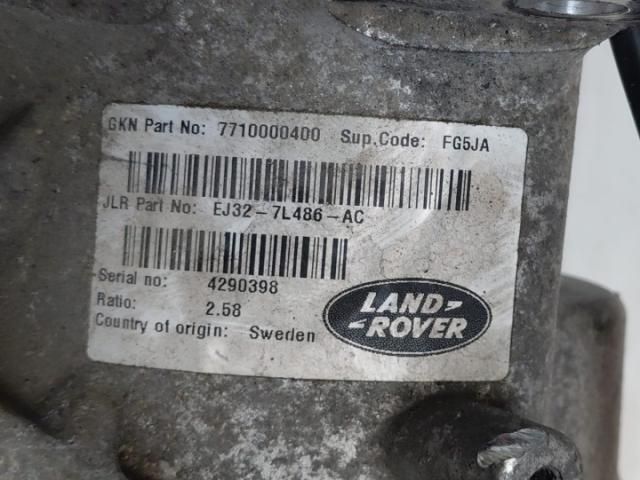 GKN Part No: 7710000400 Sup.Code: FG5JA
JLR Part No: EJ32-7L486-AC
Serial no: 4290398
Ratio: 2.58
Country of origin: Sweden
LAND-
-ROVER